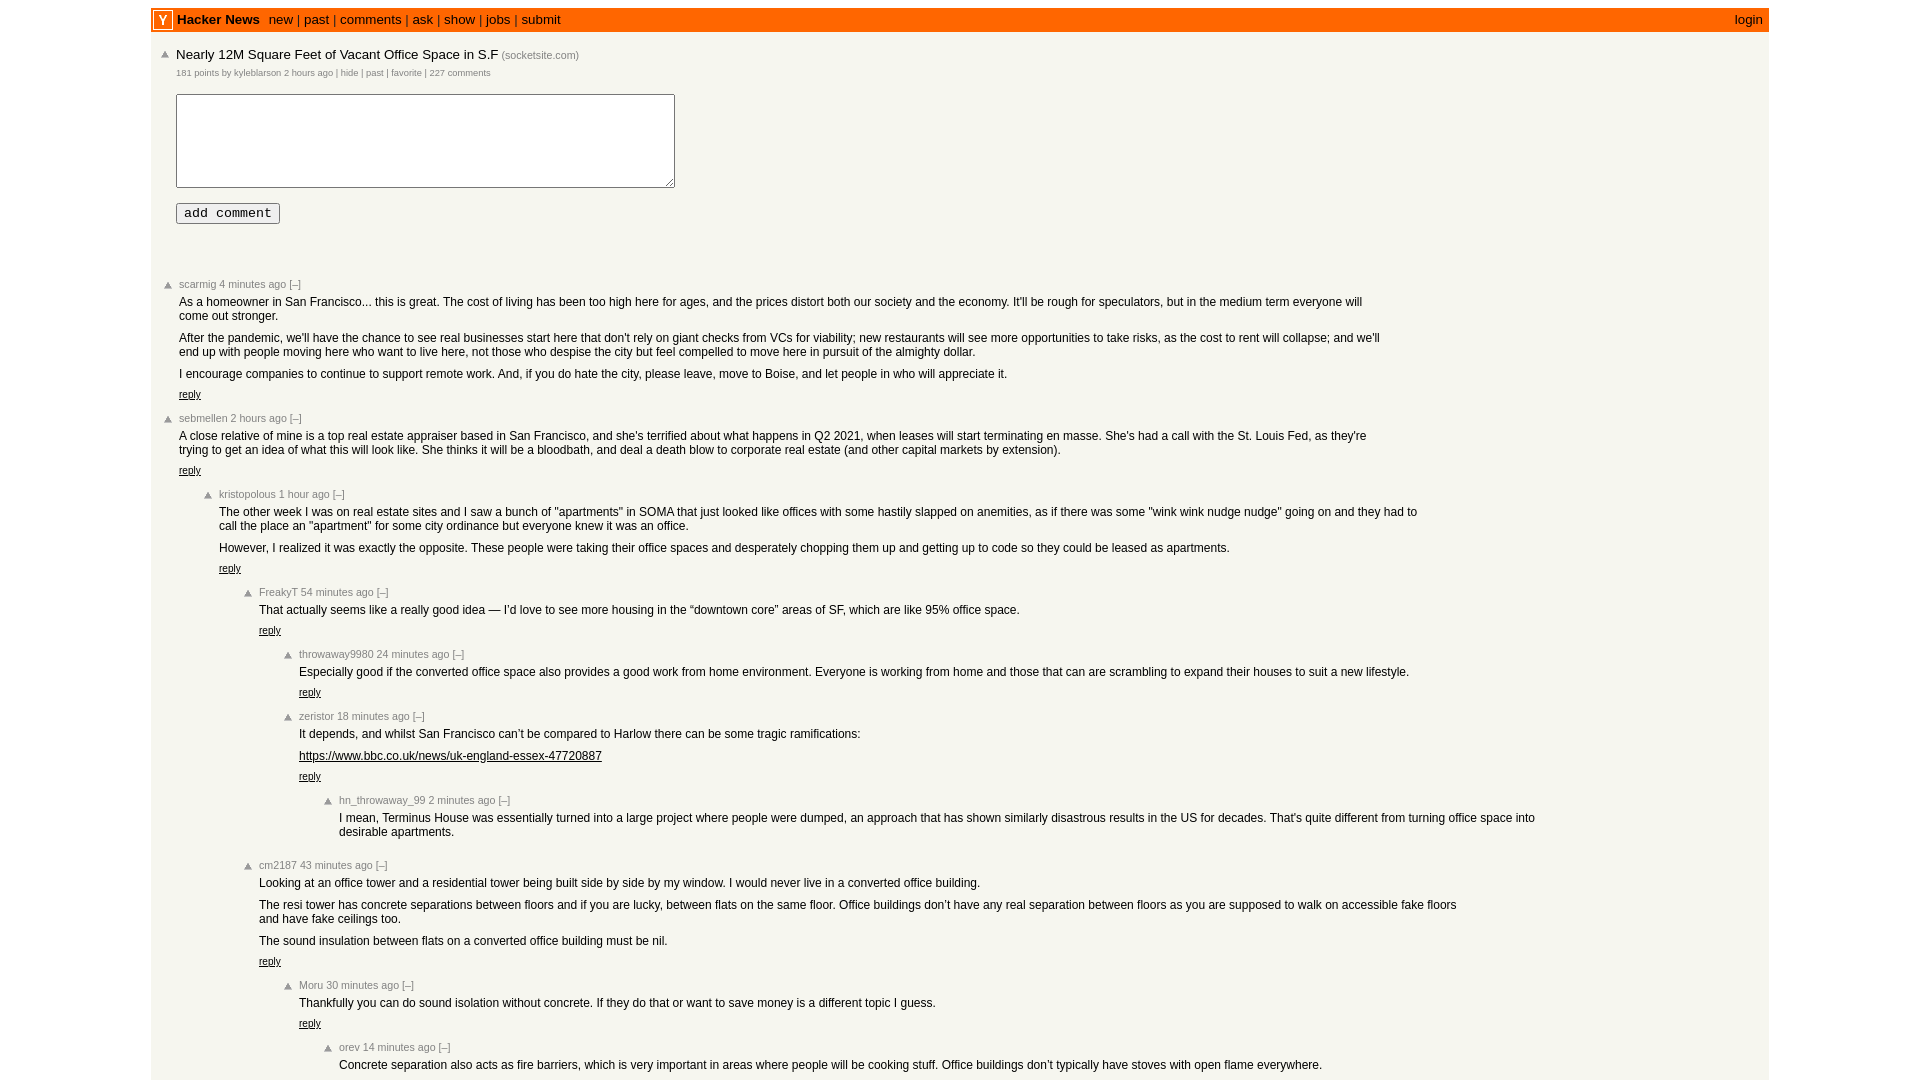 Y Hacker News new | past | comments | ask | show | jobs | submit login
Nearly 12M Square Feet of Vacant Office Space in S.F (socketsite.com)
181 points by kyleblarson 2 hours ago | hide | past | favorite | 227 comments
add comment
scarmig 4 minutes ago [–]
As a homeowner in San Francisco... this is great. The cost of living has been too high here for ages, and the prices distort both our society and the economy. It'll be rough for speculators, but in the medium term everyone will
come out stronger.
After the pandemic, we'll have the chance to see real businesses start here that don't rely on giant checks from VCs for viability; new restaurants will see more opportunities to take risks, as the cost to rent will collapse; and we'll
end up with people moving here who want to live here, not those who despise the city but feel compelled to move here in pursuit of the almighty dollar.
I encourage companies to continue to support remote work. And, if you do hate the city, please leave, move to Boise, and let people in who will appreciate it.
reply
sebmellen 2 hours ago [–]
A close relative of mine is a top real estate appraiser based in San Francisco, and she's terrified about what happens in Q2 2021, when leases will start terminating en masse. She's had a call with the St. Louis Fed, as they're
trying to get an idea of what this will look like. She thinks it will be a bloodbath, and deal a death blow to corporate real estate (and other capital markets by extension).
reply
kristopolous 1 hour ago [–]
The other week I was on real estate sites and I saw a bunch of "apartments" in SOMA that just looked like offices with some hastily slapped on anemities, as if there was some "wink wink nudge nudge" going on and they had to
call the place an "apartment" for some city ordinance but everyone knew it was an office.
However, I realized it was exactly the opposite. These people were taking their office spaces and desperately chopping them up and getting up to code so they could be leased as apartments.
reply
FreakyT 54 minutes ago [–]
That actually seems like a really good idea — I’d love to see more housing in the “downtown core” areas of SF, which are like 95% office space.
reply
throwaway9980 24 minutes ago [–]
Especially good if the converted office space also provides a good work from home environment. Everyone is working from home and those that can are scrambling to expand their houses to suit a new lifestyle.
reply
zeristor 18 minutes ago [–]
It depends, and whilst San Francisco can’t be compared to Harlow there can be some tragic ramifications:
https://www.bbc.co.uk/news/uk-england-essex-47720887
reply
hn_throwaway_99 2 minutes ago [–]
I mean, Terminus House was essentially turned into a large project where people were dumped, an approach that has shown similarly disastrous results in the US for decades. That's quite different from turning office space into
desirable apartments.
cm2187 43 minutes ago [–]
Looking at an office tower and a residential tower being built side by side by my window. I would never live in a converted office building.
The resi tower has concrete separations between floors and if you are lucky, between flats on the same floor. Office buildings don’t have any real separation between floors as you are supposed to walk on accessible fake floors
and have fake ceilings too.
The sound insulation between flats on a converted office building must be nil.
reply
Moru 30 minutes ago [–]
Thankfully you can do sound isolation without concrete. If they do that or want to save money is a different topic I guess.
reply
orev 14 minutes ago [–]
Concrete separation also acts as fire barriers, which is very important in areas where people will be cooking stuff. Office buildings don’t typically have stoves with open flame everywhere.